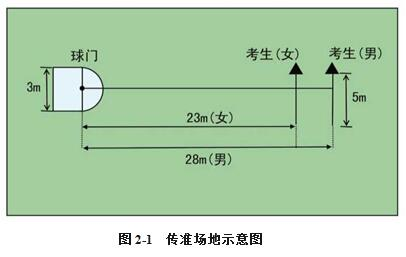 球门
考生(女)
考生(男)
3m
5m
23m(女)
28m(男)
图 2-1 传准场地示意图